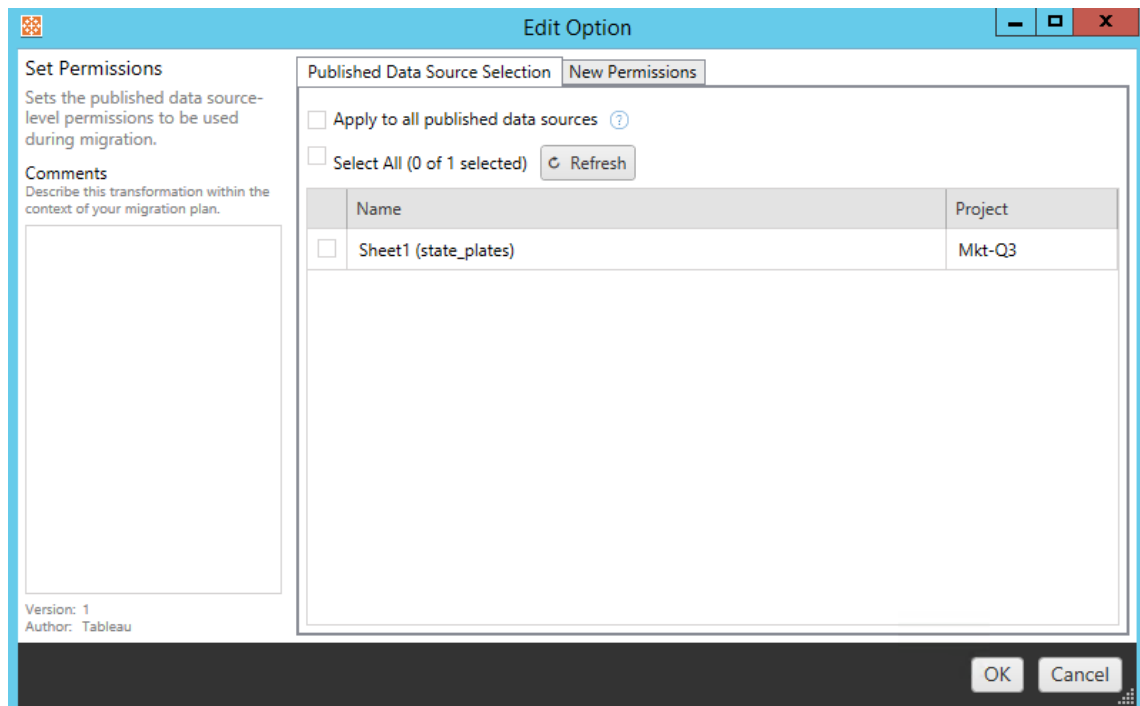 Edit Option
Set Permissions
Sets the published data source-
level permissions to be used
during migration.
Comments
Describe this transformation within the
context of your migration plan.
Version: 1
Author: Tableau
Published Data Source Selection New Permissions
Apply to all published data sources ?
Select All (0 of 1 selected) Refresh
Name Project
Sheet1 (state_plates) Mkt-Q3
OK Cancel